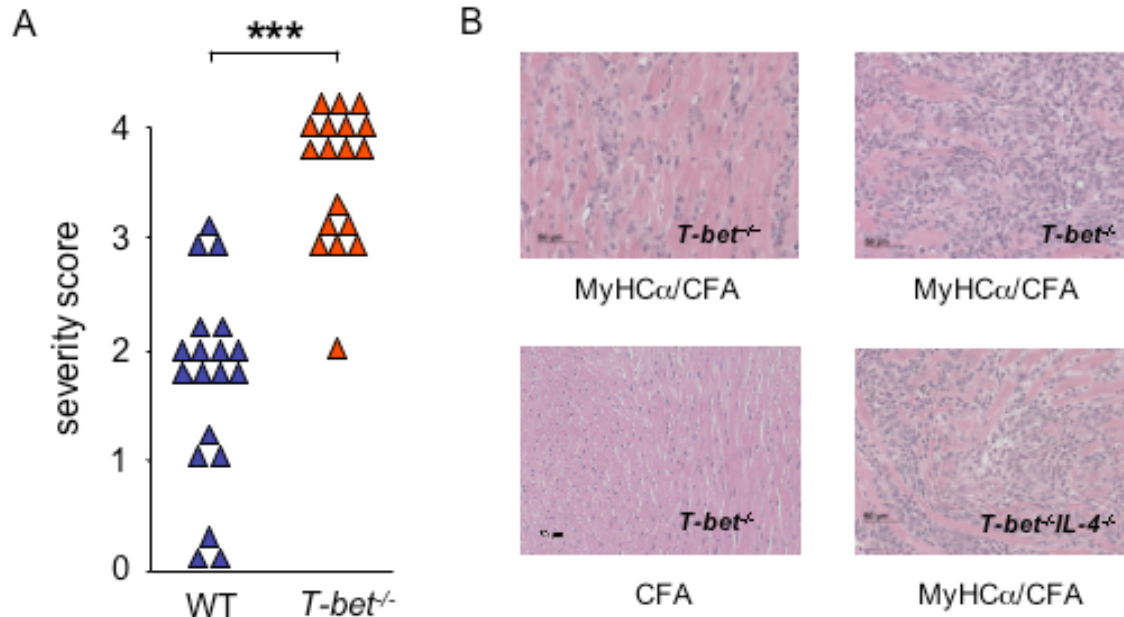 A
***
severity score
4
3
2
1
0
WT
T-bet-/-
B
T-bet-/-
MyHCα/CFA
T-bet-/-
MyHCα/CFA
T-bet-/-
CFA
T-bet-/-IL-4-/-
MyHCα/CFA